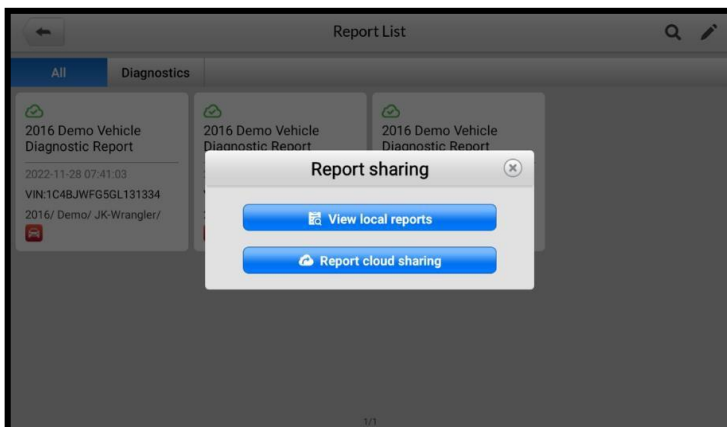 Report List
All
Diagnostics
2016 Demo Vehicle
Diagnostic Report
2022-11-28 07:41:03
VIN:1C4BJWFG5GL131334
2016/ Demo/ JK-Wrangler/
2016 Demo Vehicle
Diagnostic Report
2016 Demo Vehicle
Diagnostic Report
Report sharing
View local reports
Report cloud sharing
1/1